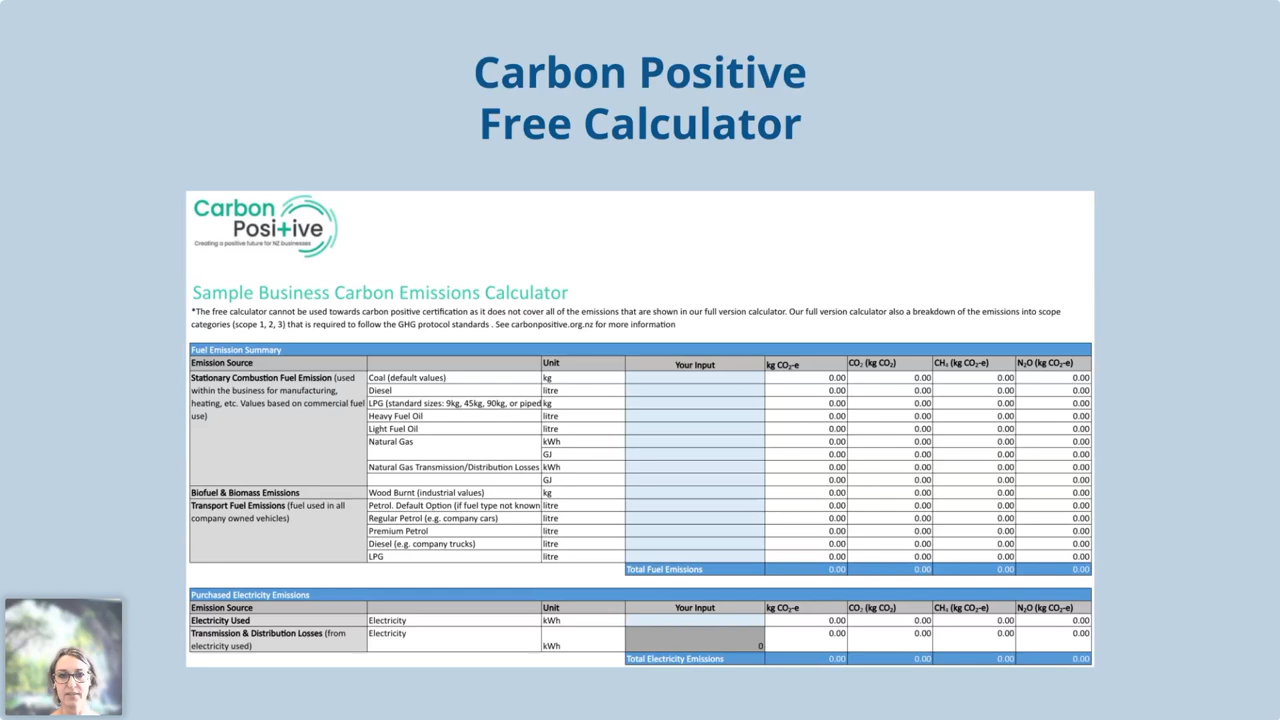 Carbon Positive
Free Calculator
Carbon
Posi+ive
Creating a positive future for NZ businesses
Sample Business Carbon Emissions Calculator
*The free calculator cannot be used towards carbon positive certification as it does not cover all of the emissions that are shown in our full version calculator. Our full version calculator also a breakdown of the emissions into scope
categories (scope 1, 2, 3) that is required to follow the GHG protocol standards . See carbonpositive.org.nz for more information
Fuel Emission Summary
Emission Source Unit Your Input kg CO₂-e CO₂ (kg CO₂) CH₄ (kg CO₂-e) N₂O (kg CO₂-e)
Stationary Combustion Fuel Emission (used Coal (default values) kg 0.00 0.00 0.00 0.00
within the business for manufacturing, Diesel litre 0.00 0.00 0.00 0.00
heating, etc. Values based on commercial fuel LPG (standard sizes: 9kg, 45kg, 90kg, or piped kg 0.00 0.00 0.00 0.00
use) Heavy Fuel Oil litre 0.00 0.00 0.00 0.00
Light Fuel Oil litre 0.00 0.00 0.00 0.00
Natural Gas kWh 0.00 0.00 0.00 0.00
GJ 0.00 0.00 0.00 0.00
Natural Gas Transmission/Distribution Losses kWh 0.00 0.00 0.00 0.00
GJ 0.00 0.00 0.00 0.00
Biofuel & Biomass Emissions Wood Burnt (industrial values) kg 0.00 0.00 0.00 0.00
Transport Fuel Emissions (fuel used in all Petrol. Default Option (if fuel type not known litre 0.00 0.00 0.00 0.00
company owned vehicles) Regular Petrol (e.g. company cars) litre 0.00 0.00 0.00 0.00
Premium Petrol litre 0.00 0.00 0.00 0.00
Diesel (e.g. company trucks) litre 0.00 0.00 0.00 0.00
LPG litre 0.00 0.00 0.00 0.00
Total Fuel Emissions 0.00 0.00 0.00 0.00
Purchased Electricity Emissions
Emission Source Unit Your Input kg CO₂-e CO₂ (kg CO₂) CH₄ (kg CO₂-e) N₂O (kg CO₂-e)
Electricity Used Electricity kWh 0.00 0.00 0.00 0.00
Transmission & Distribution Losses (from Electricity 0.00 0.00 0.00 0.00
electricity used) kWh 0
Total Electricity Emissions 0.00 0.00 0.00 0.00